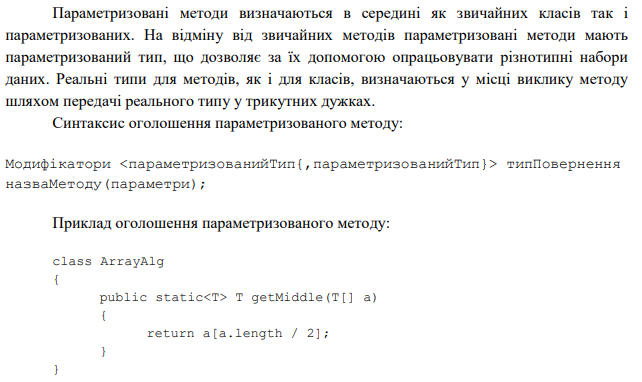 Параметризовані методи визначаються в середині як звичайних класів так і
параметризованих. На відміну від звичайних методів параметризовані методи мають
параметризований тип, що дозволяє за їх допомогою опрацьовувати різнотипні набори
даних. Реальні типи для методів, як і для класів, визначаються у місці виклику методу
шляхом передачі реального типу у трикутних дужках.
Синтаксис оголошення параметризованого методу:
Модифікатори <параметризованийТип{,параметризованийТип}> типПовернення
назваМетоду(параметри);
Приклад оголошення параметризованого методу:
class ArrayAlg
{
public static<T> T getMiddle(T[] a)
{
return a[a.length / 2];
}
}